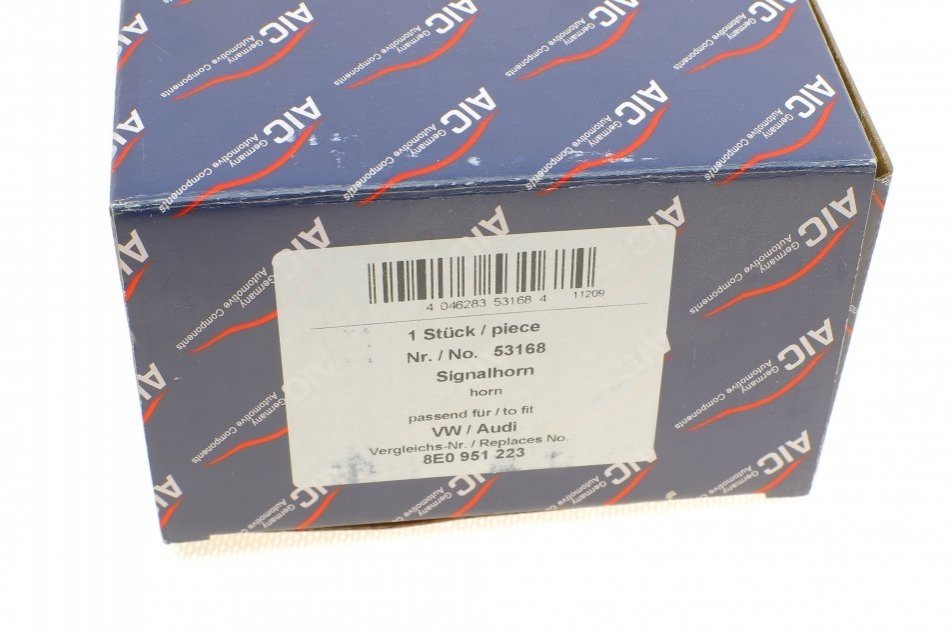 AIC
Germany
Automotive Components
4 046283 53168 4 11209
1 Stück / piece
Nr. / No. 53168
Signalhorn
horn
passend für / to fit
VW / Audi
Vergleichs-Nr. / Replaces No.
8E0 951 223